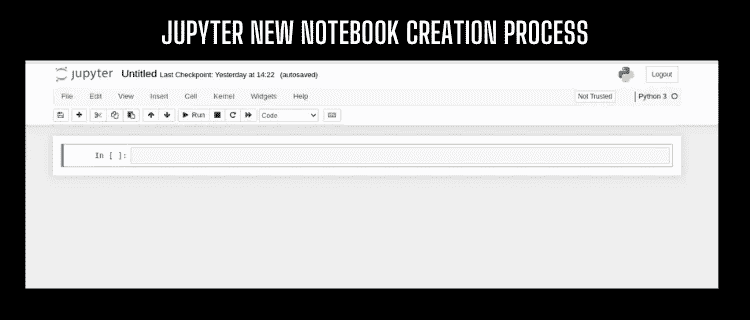 JUPYTER NEW NOTEBOOK CREATION PROCESS
jupyter Untitled Last Checkpoint: Yesterday at 14:22 (autosaved) Logout
File Edit View Insert Cell Kernel Widgets Help Not Trusted Python 3
Run Code
In [ ]: